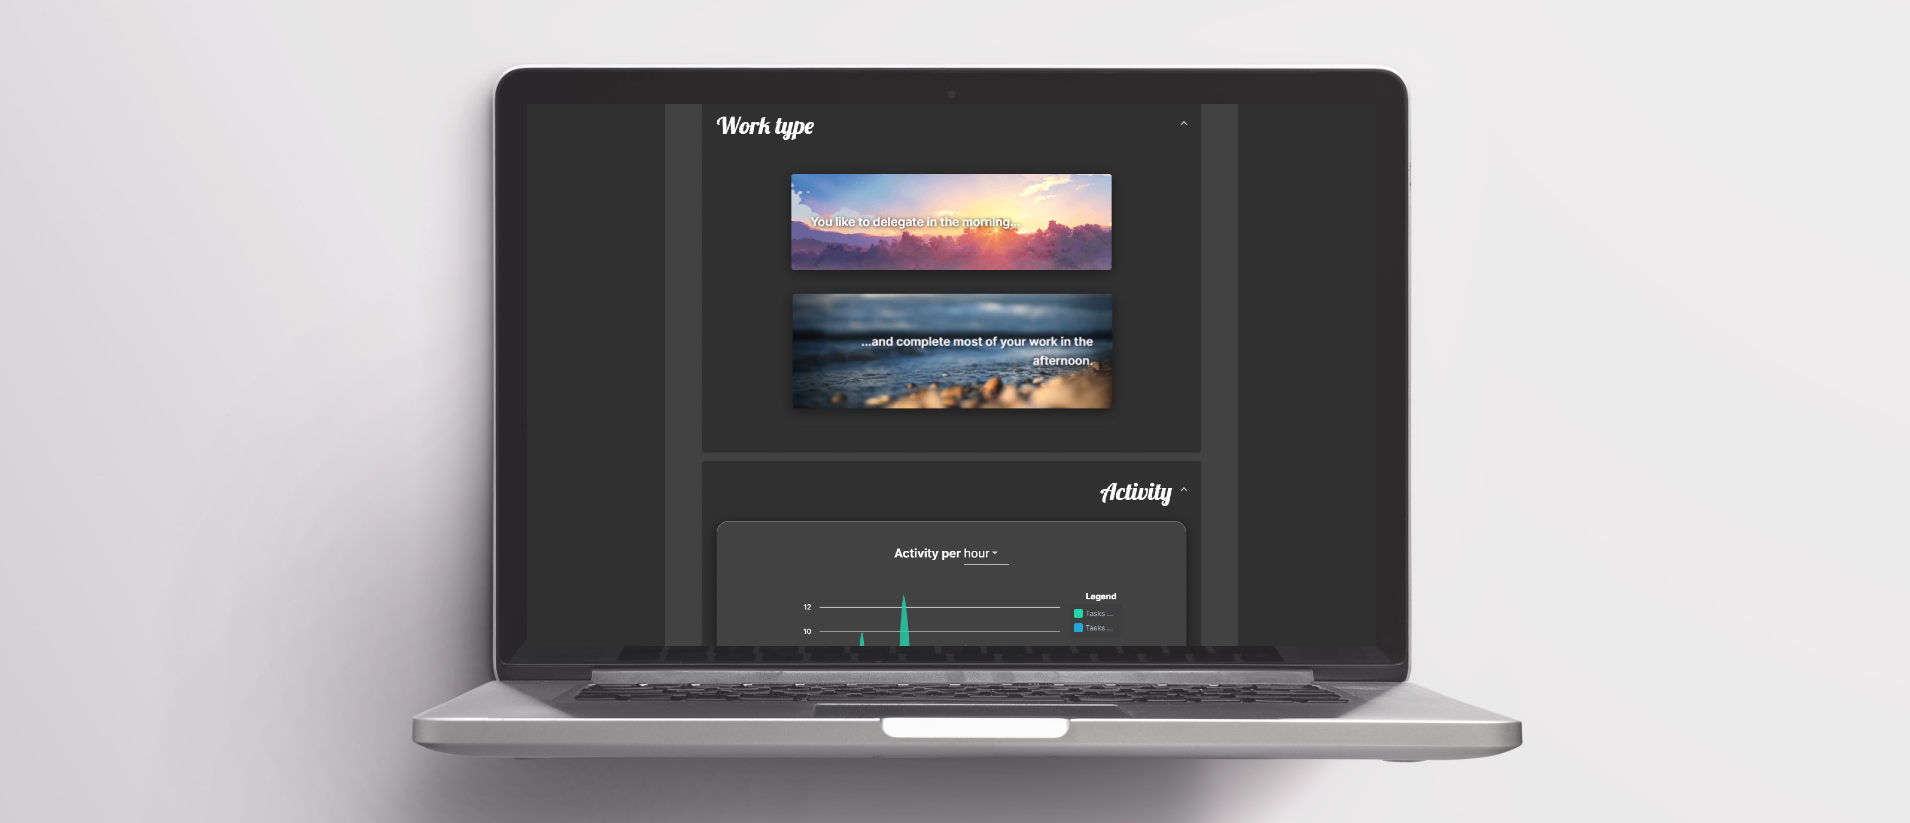 Work type
You like to delegate in the morning...
...and complete most of your work in the
afternoon.
Activity
Activity per hour
12
10
Legend
Tasks ...
Tasks ...